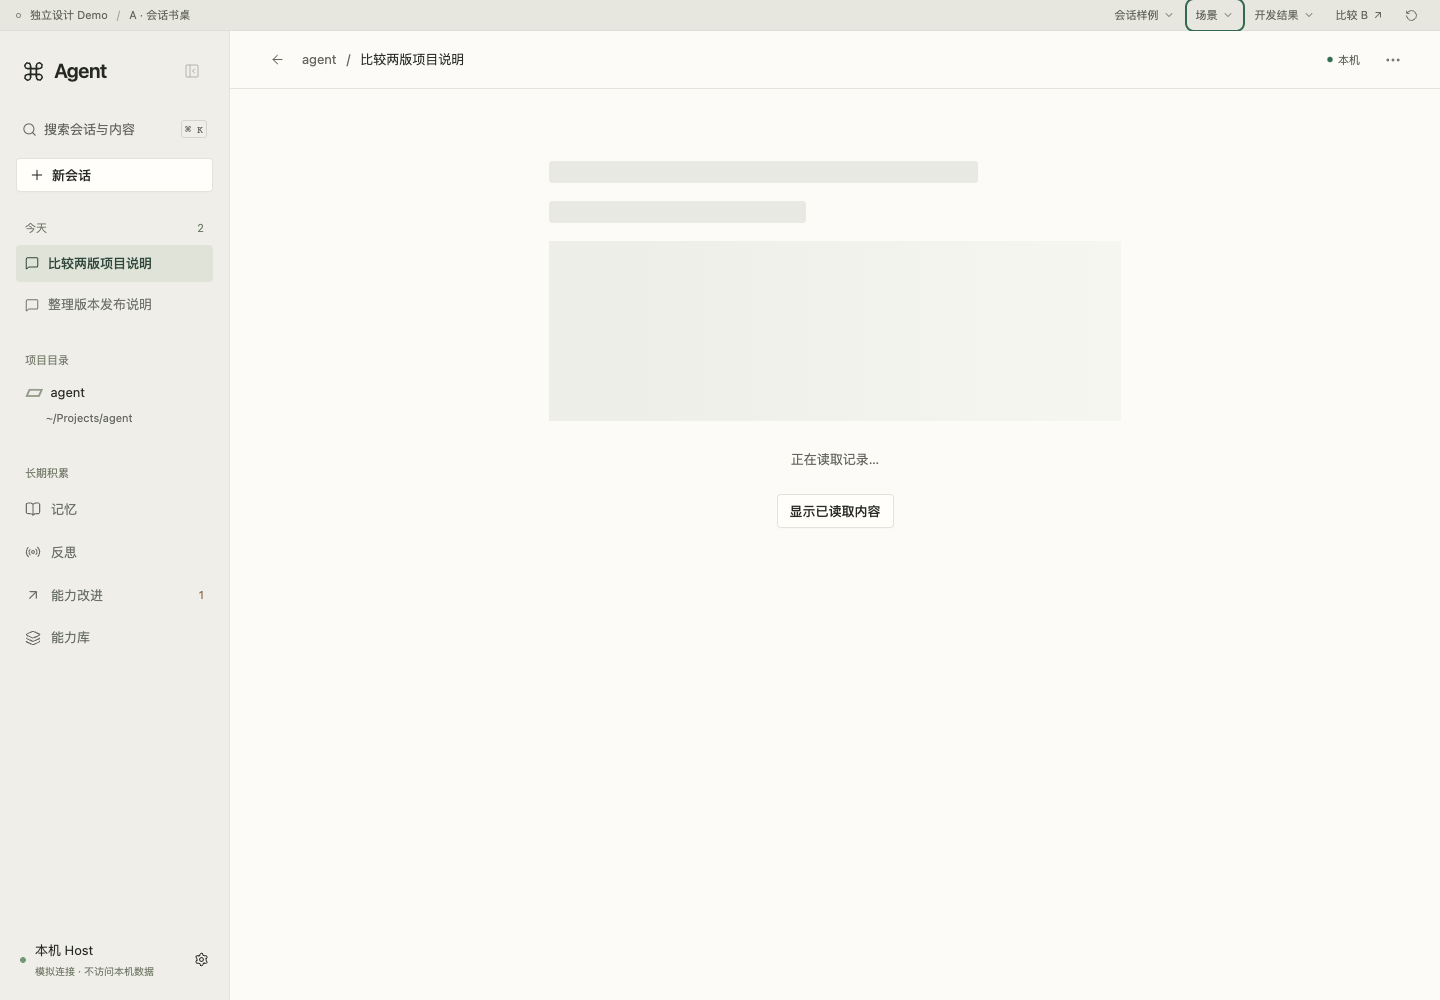 独立设计 Demo / A · 会话书桌
会话样例
场景
开发结果
比较 B
Agent
agent / 比较两版项目说明
本机
搜索会话与内容
⌘ K
新会话
今天 2
比较两版项目说明
整理版本发布说明
项目目录
agent
~/Projects/agent
长期积累
记忆
反思
能力改进 1
能力库
正在读取记录...
显示已读取内容
本机 Host
模拟连接 · 不访问本机数据